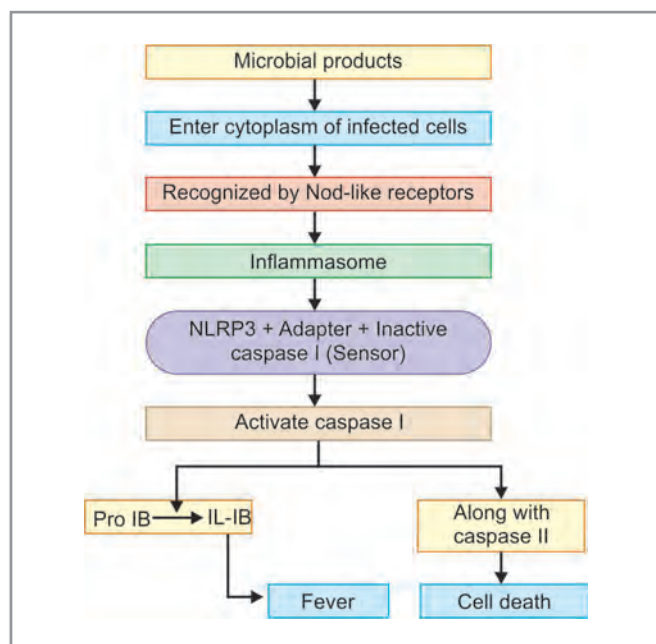 Microbial products
Enter cytoplasm of infected cells
Recognized by Nod-like receptors
Inflammasome
NLRP3 + Adapter + Inactive
caspase I (Sensor)
Activate caspase I
Pro IB IL-IB
Along with
caspase II
Fever
Cell death